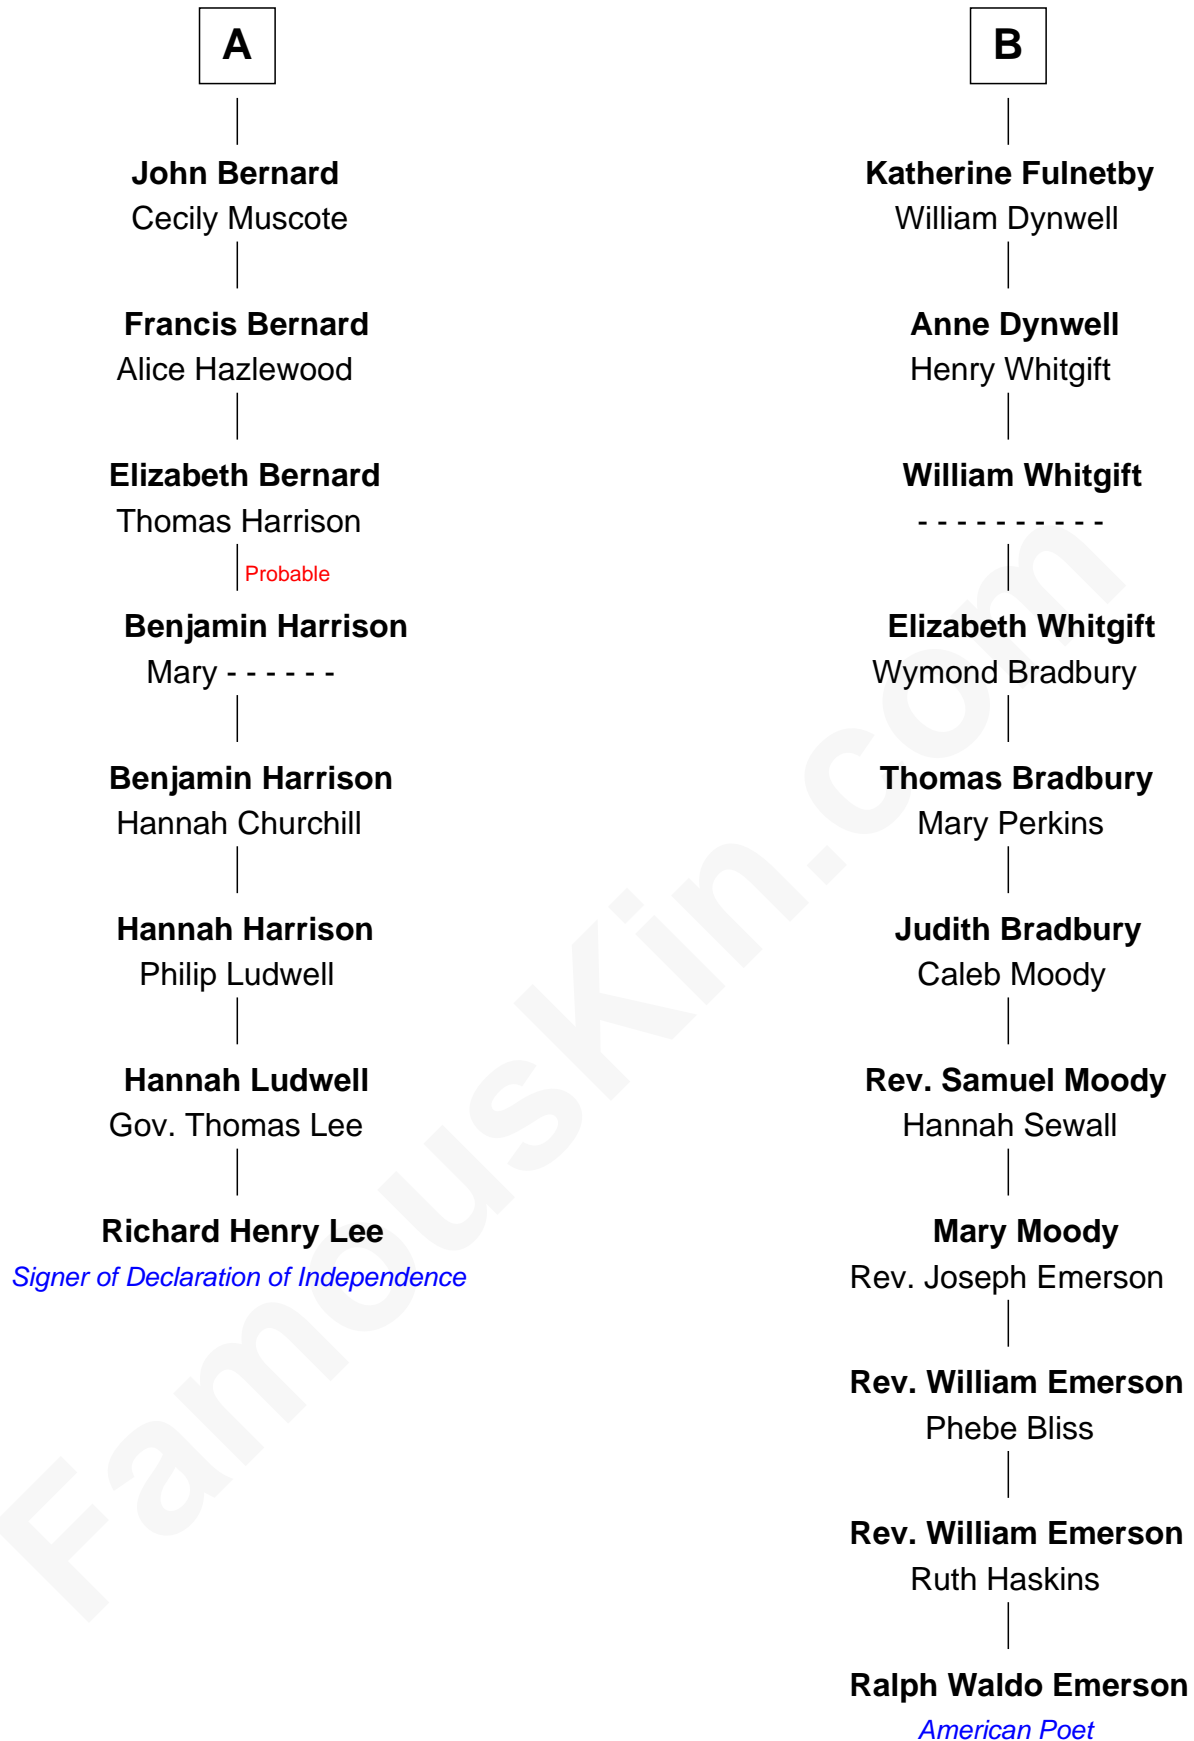 A
John Bernard
Cecily Muscote
Francis Bernard
Alice Hazlewood
Elizabeth Bernard
Thomas Harrison
Probable
Benjamin Harrison
Mary - - - - - -
Benjamin Harrison
Hannah Churchill
Hannah Harrison
Philip Ludwell
Hannah Ludwell
Gov. Thomas Lee
Richard Henry Lee
Signer of Declaration of Independence
B
Katherine Fulnetby
William Dynwell
Anne Dynwell
Henry Whitgift
William Whitgift
- - - - - - - - - -
Elizabeth Whitgift
Wymond Bradbury
Thomas Bradbury
Mary Perkins
Judith Bradbury
Caleb Moody
Rev. Samuel Moody
Hannah Sewall
Mary Moody
Rev. Joseph Emerson
Rev. William Emerson
Phebe Bliss
Rev. William Emerson
Ruth Haskins
Ralph Waldo Emerson
American Poet
FamousKin.com